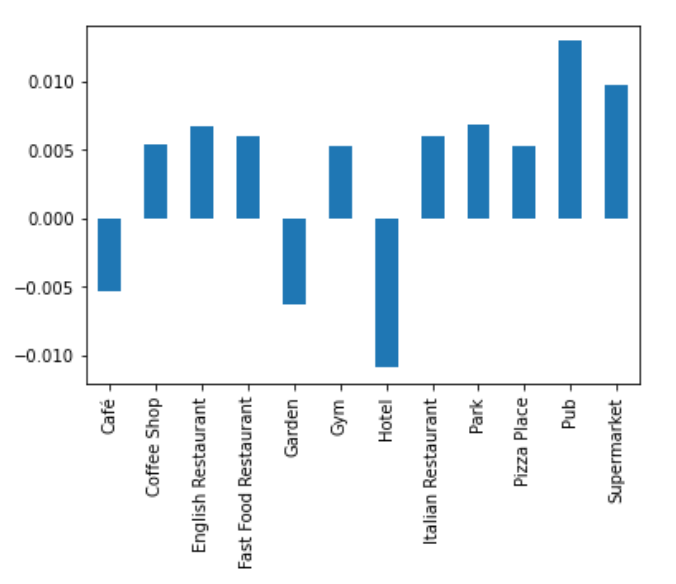 0.010
0.005
0.000
−0.005
−0.010
Café
Coffee Shop
English Restaurant
Fast Food Restaurant
Garden
Gym
Hotel
Italian Restaurant
Park
Pizza Place
Pub
Supermarket